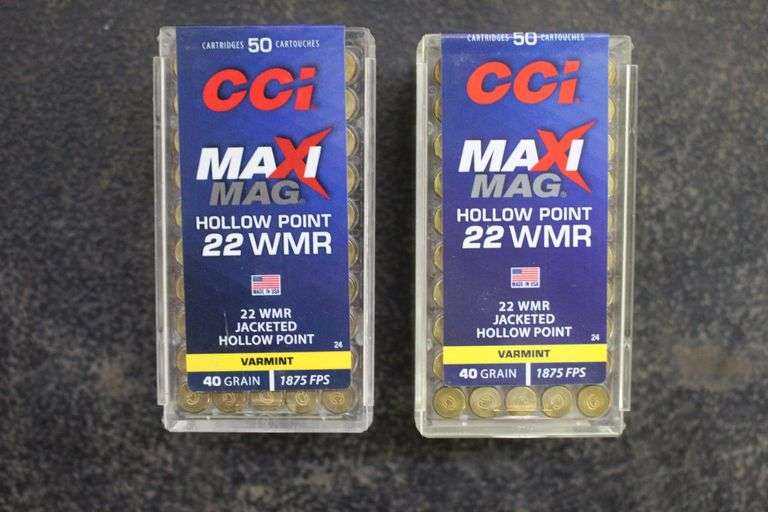 CARTRIDGES 50 CARTOUCHES
CCI
MAXI
MAG®
HOLLOW POINT
22 WMR
MADE IN USA
22 WMR
JACKETED
HOLLOW POINT
24
VARMINT
40 GRAIN 1875 FPS
CARTRIDGES 50 CARTOUCHES
CCI
MAXI
MAG®
HOLLOW POINT
22 WMR
MADE IN USA
22 WMR
JACKETED
HOLLOW POINT
24
VARMINT
40 GRAIN 1875 FPS